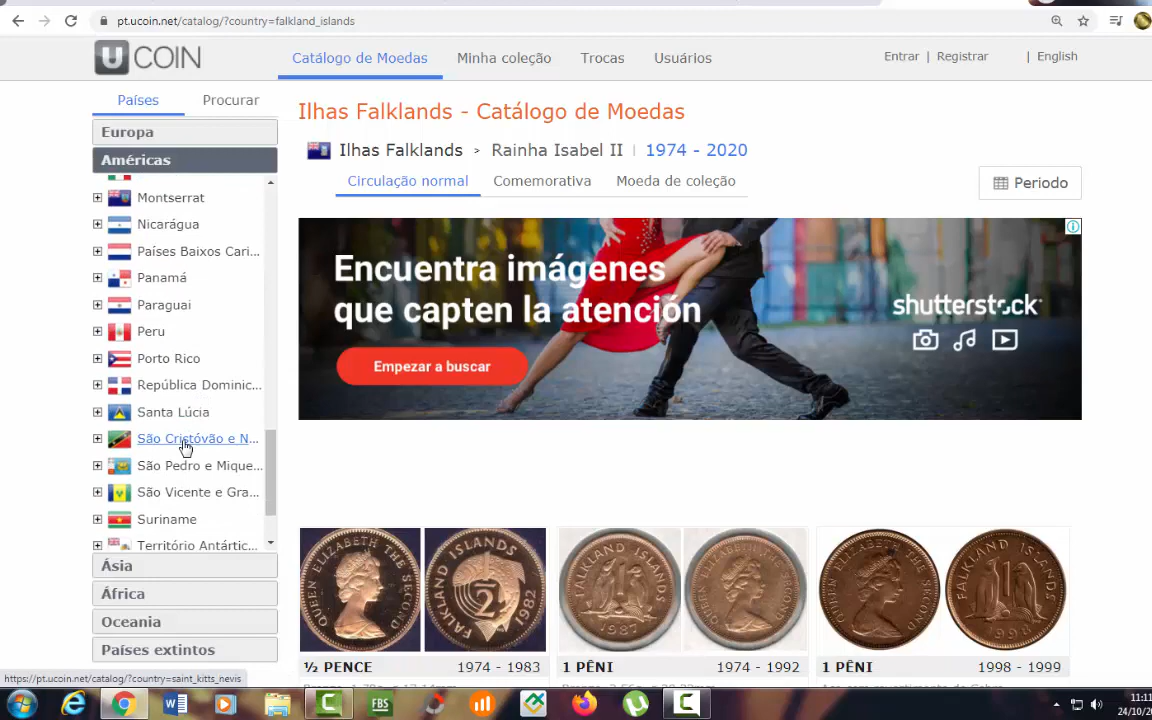 pt.ucoin.net/catalog/?country=falkland_islands
U COIN
Catálogo de Moedas
Minha coleção
Trocas
Usuários
Entrar | Registrar
| English
Países
Procurar
Europa
Américas
Montserrat
Nicarágua
Países Baixos Cari...
Panamá
Paraguai
Peru
Porto Rico
República Dominic...
Santa Lúcia
São Cristóvão e N...
São Pedro e Mique...
São Vicente e Gra...
Suriname
Território Antártic...
Ásia
África
Oceania
Países extintos
Ilhas Falklands - Catálogo de Moedas
Ilhas Falklands > Rainha Isabel II | 1974 - 2020
Circulação normal
Comemorativa
Moeda de coleção
Periodo
Encuentra imágenes
que capten la atención
Empezar a buscar
shutterstock
QUEEN ELIZABETH THE SECOND
FALKLAND ISLANDS 1982
½
FALKLAND ISLANDS
1
1987
QUEEN ELIZABETH THE SECOND
QUEEN ELIZABETH THE SECOND
FALKLAND ISLANDS
1
½ PENCE 1974 - 1983
1 PÊNI 1974 - 1992
1 PÊNI 1998 - 1999
https://pt.ucoin.net/catalog/?country=saint_kitts_nevis
FBS
11:11
24/10/20